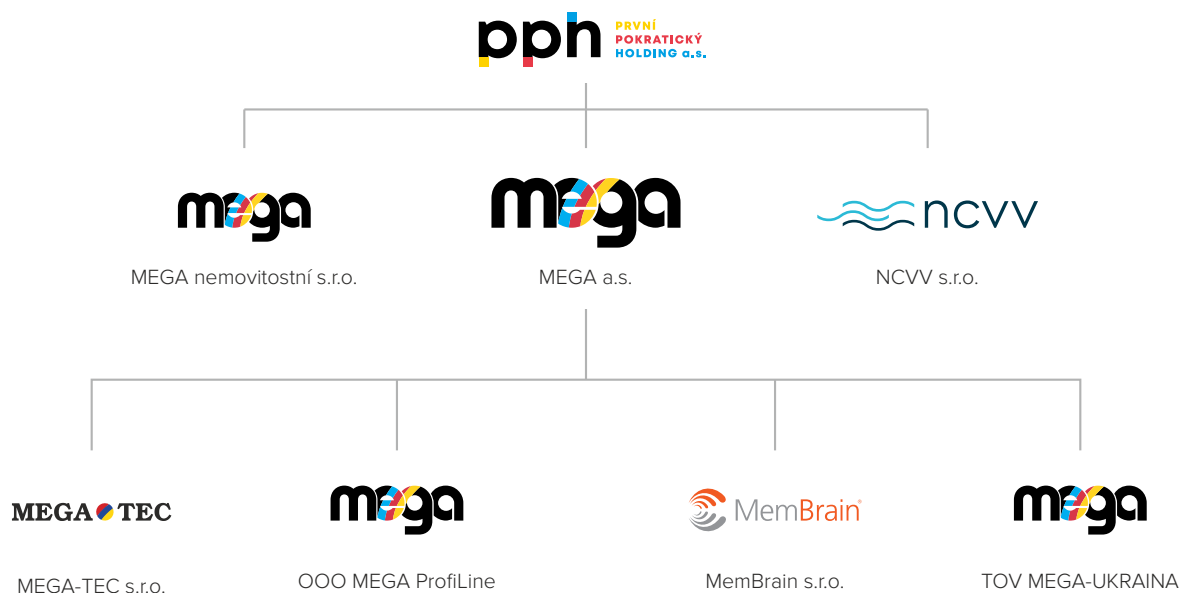 pph PRVNÍ
POKRATICKÝ
HOLDING a.s.
mega
mega
ncvv
MEGA nemovitostní s.r.o.
MEGA a.s.
NCVV s.r.o.
MEGA TEC
mega
MemBrain®
mega
MEGA-TEC s.r.o.
OOO MEGA ProfiLine
MemBrain s.r.o.
TOV MEGA-UKRAINA